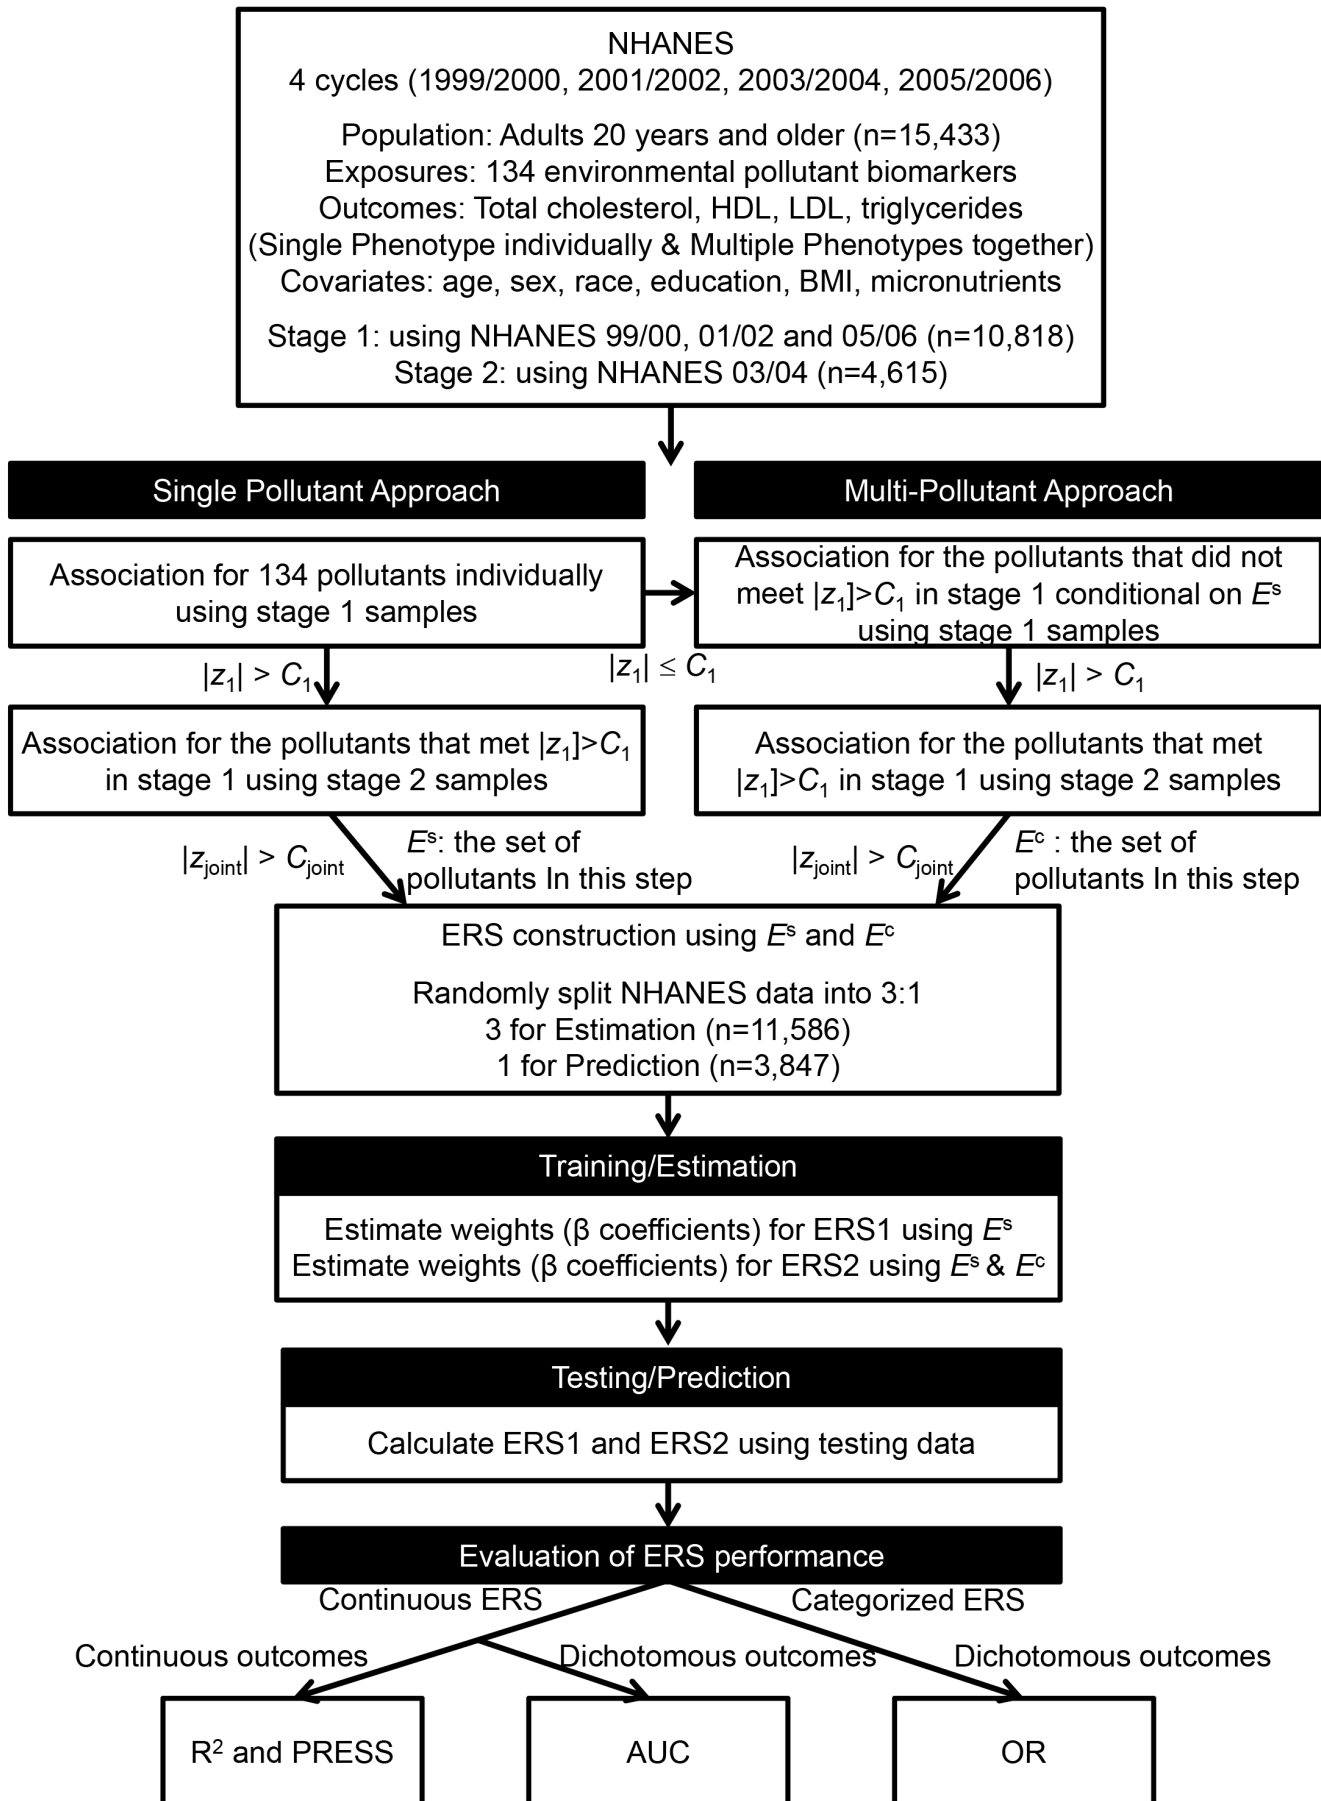 NHANES
4 cycles (1999/2000, 2001/2002, 2003/2004, 2005/2006)
Population: Adults 20 years and older (n=15,433)
Exposures: 134 environmental pollutant biomarkers
Outcomes: Total cholesterol, HDL, LDL, triglycerides
(Single Phenotype individually & Multiple Phenotypes together)
Covariates: age, sex, race, education, BMI, micronutrients
Stage 1: using NHANES 99/00, 01/02 and 05/06 (n=10,818)
Stage 2: using NHANES 03/04 (n=4,615)
Single Pollutant Approach
Association for 134 pollutants individually
using stage 1 samples
|z₁| > C₁
Association for the pollutants that met |z₁]>C₁
in stage 1 using stage 2 samples
|z₁| ≤ C₁
Multi-Pollutant Approach
Association for the pollutants that did not
meet |z₁]>C₁ in stage 1 conditional on Eˢ
using stage 1 samples
|z₁| > C₁
Association for the pollutants that met
|z₁]>C₁ in stage 1 using stage 2 samples
|z_joint| > C_joint
Eˢ: the set of
pollutants In this step
|z_joint| > C_joint
Eᶜ : the set of
pollutants In this step
ERS construction using Eˢ and Eᶜ
Randomly split NHANES data into 3:1
3 for Estimation (n=11,586)
1 for Prediction (n=3,847)
Training/Estimation
Estimate weights (β coefficients) for ERS1 using Eˢ
Estimate weights (β coefficients) for ERS2 using Eˢ & Eᶜ
Testing/Prediction
Calculate ERS1 and ERS2 using testing data
Evaluation of ERS performance
Continuous ERS
Categorized ERS
Continuous outcomes
Dichotomous outcomes
Dichotomous outcomes
R² and PRESS
AUC
OR